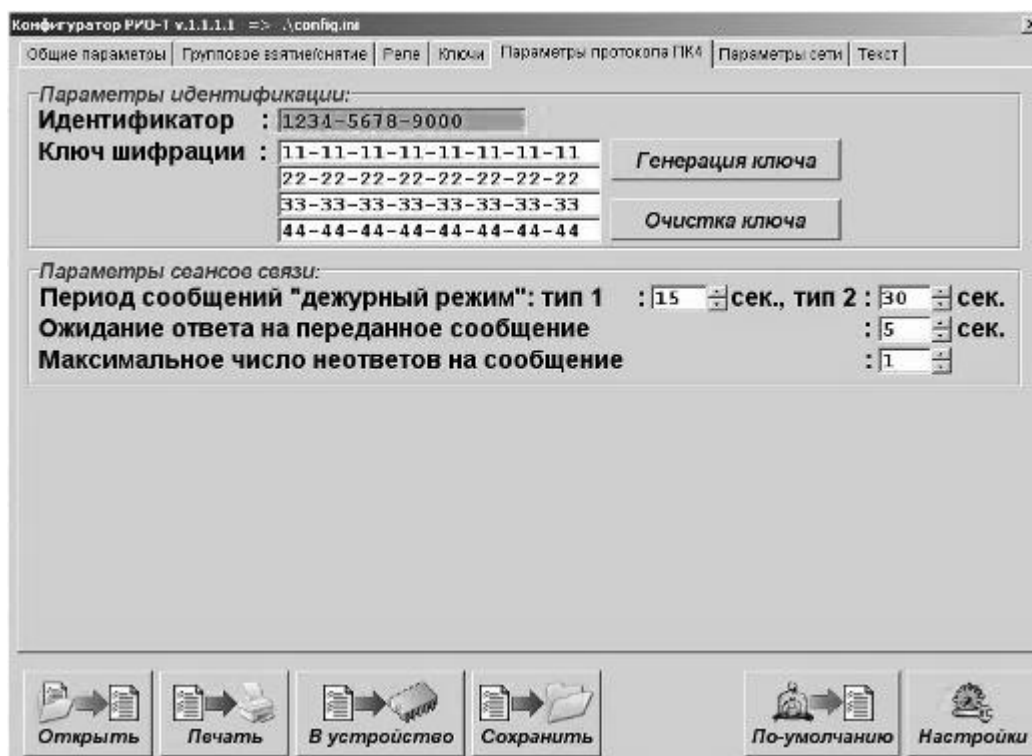 Конфигуратор РИО-Т v.1.1.1.1 => .\config.ini
Общие параметры Групповое взятие/снятие Реле Ключи Параметры протокола ПК4 Параметры сети Текст
Параметры идентификации:
Идентификатор : 1234-5678-9000
Ключ шифрации : 11-11-11-11-11-11-11-11 Генерация ключа
22-22-22-22-22-22-22-22
33-33-33-33-33-33-33-33 Очистка ключа
44-44-44-44-44-44-44-44
Параметры сеансов связи:
Период сообщений "дежурный режим": тип 1 : 15 сек., тип 2 : 30 сек.
Ожидание ответа на переданное сообщение : 5 сек.
Максимальное число неответов на сообщение : 1
Открыть Печать В устройство Сохранить По-умолчанию Настройки